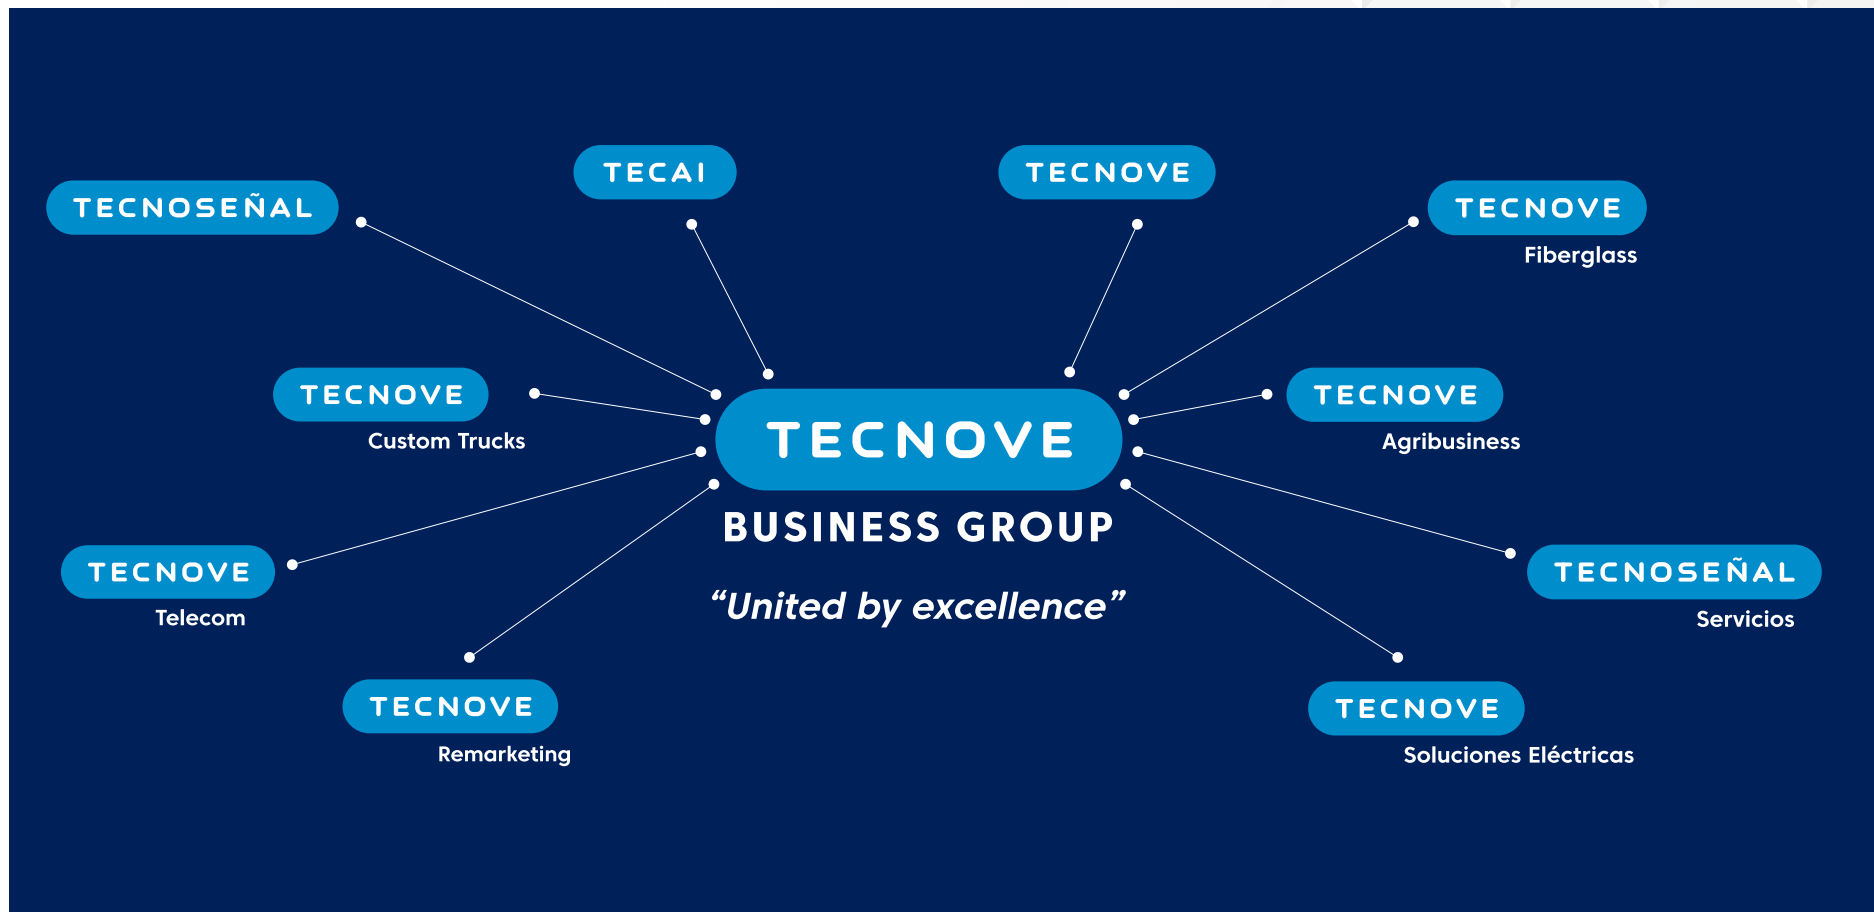 TECAI
TECNOVE
TECNOSEÑAL
TECNOVE
Fiberglass
TECNOVE
Custom Trucks
TECNOVE
Agribusiness
TECNOVE
BUSINESS GROUP
“United by excellence”
TECNOVE
Telecom
TECNOSEÑAL
Servicios
TECNOVE
Remarketing
TECNOVE
Soluciones Eléctricas